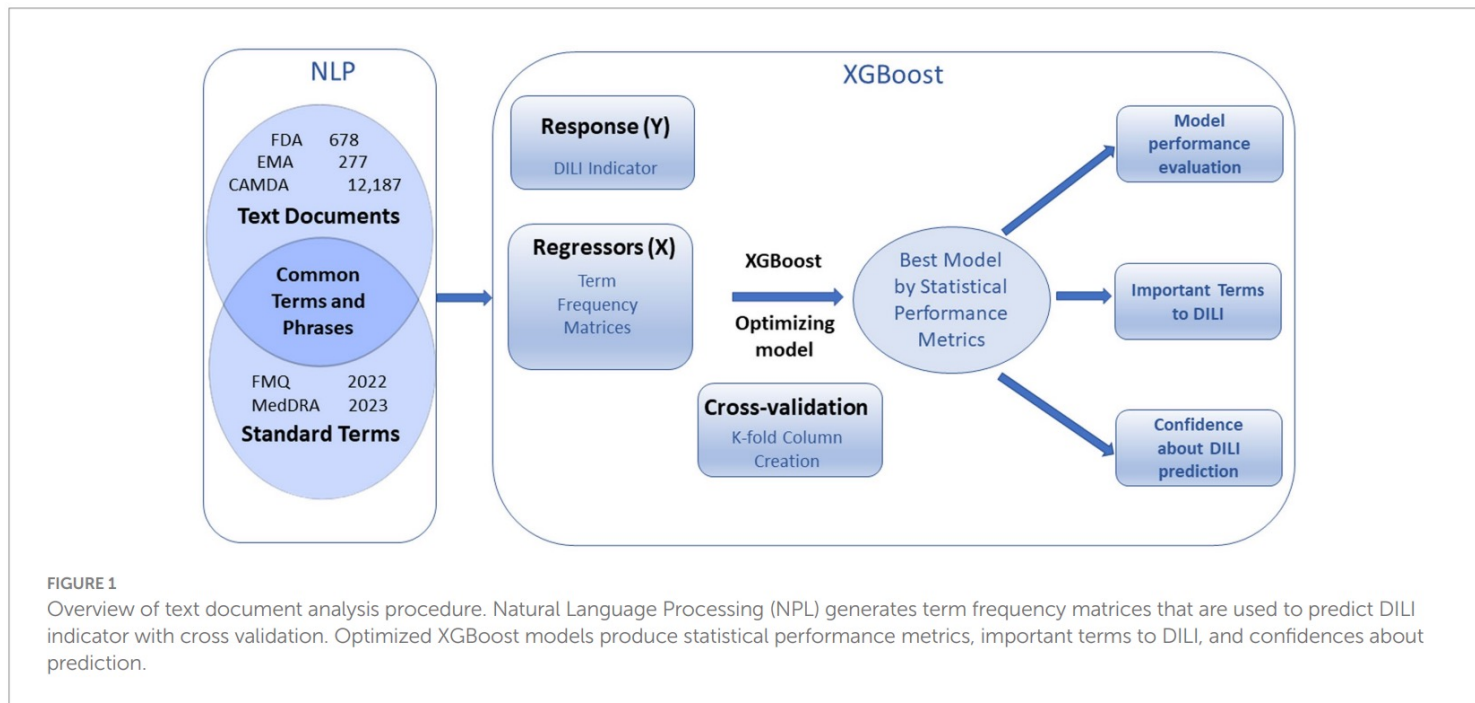 NLP
FDA 678
EMA 277
CAMDA 12,187
Text Documents
Common
Terms and
Phrases
FMQ 2022
MedDRA 2023
Standard Terms
XGBoost
Response (Y)
DILI Indicator
Regressors (X)
Term
Frequency
Matrices
XGBoost
Optimizing
model
Cross-validation
K-fold Column
Creation
Best Model
by Statistical
Performance
Metrics
Model
performance
evaluation
Important Terms
to DILI
Confidence
about DILI
prediction
FIGURE 1
Overview of text document analysis procedure. Natural Language Processing (NPL) generates term frequency matrices that are used to predict DILI
indicator with cross validation. Optimized XGBoost models produce statistical performance metrics, important terms to DILI, and confidences about
prediction.